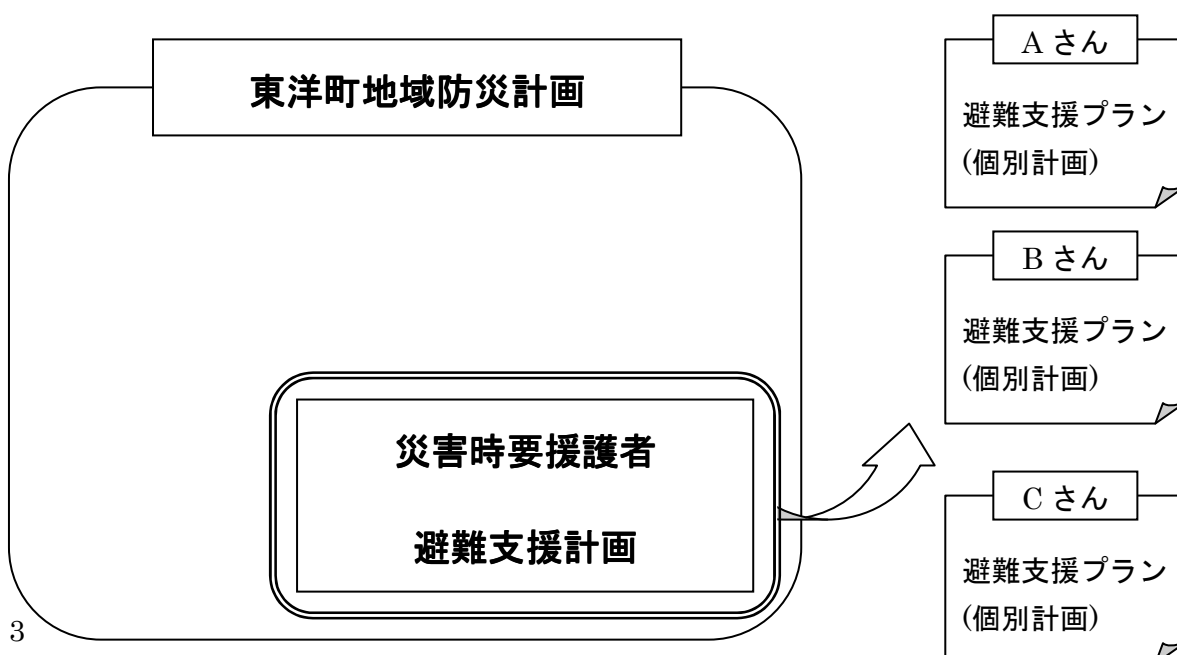 東洋町地域防災計画
災害時要援護者
避難支援計画
A さん
避難支援プラン
(個別計画)
B さん
避難支援プラン
(個別計画)
C さん
避難支援プラン
(個別計画)
3